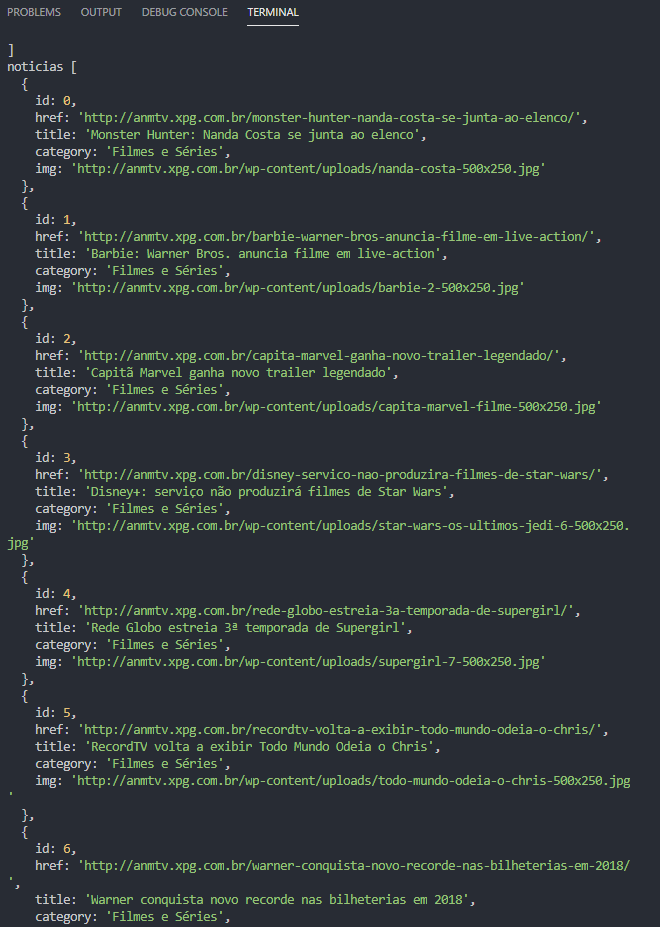 PROBLEMS OUTPUT DEBUG CONSOLE TERMINAL
]
noticias [
{
id: 0,
href: 'http://anmtv.xpg.com.br/monster-hunter-nanda-costa-se-junta-ao-elenco/',
title: 'Monster Hunter: Nanda Costa se junta ao elenco',
category: 'Filmes e Séries',
img: 'http://anmtv.xpg.com.br/wp-content/uploads/nanda-costa-500x250.jpg'
},
{
id: 1,
href: 'http://anmtv.xpg.com.br/barbie-warner-bros-anuncia-filme-em-live-action/',
title: 'Barbie: Warner Bros. anuncia filme em live-action',
category: 'Filmes e Séries',
img: 'http://anmtv.xpg.com.br/wp-content/uploads/barbie-2-500x250.jpg'
},
{
id: 2,
href: 'http://anmtv.xpg.com.br/capita-marvel-ganha-novo-trailer-legendado/',
title: 'Capitã Marvel ganha novo trailer legendado',
category: 'Filmes e Séries',
img: 'http://anmtv.xpg.com.br/wp-content/uploads/capita-marvel-filme-500x250.jpg'
},
{
id: 3,
href: 'http://anmtv.xpg.com.br/disney-servico-nao-produzira-filmes-de-star-wars/',
title: 'Disney+: serviço não produzirá filmes de Star Wars',
category: 'Filmes e Séries',
img: 'http://anmtv.xpg.com.br/wp-content/uploads/star-wars-os-ultimos-jedi-6-500x250.
jpg'
},
{
id: 4,
href: 'http://anmtv.xpg.com.br/rede-globo-estreia-3a-temporada-de-supergirl/',
title: 'Rede Globo estreia 3ª temporada de Supergirl',
category: 'Filmes e Séries',
img: 'http://anmtv.xpg.com.br/wp-content/uploads/supergirl-7-500x250.jpg'
},
{
id: 5,
href: 'http://anmtv.xpg.com.br/recordtv-volta-a-exibir-todo-mundo-odeia-o-chris/',
title: 'RecordTV volta a exibir Todo Mundo Odeia o Chris',
category: 'Filmes e Séries',
img: 'http://anmtv.xpg.com.br/wp-content/uploads/todo-mundo-odeia-o-chris-500x250.jpg
'
},
{
id: 6,
href: 'http://anmtv.xpg.com.br/warner-conquista-novo-recorde-nas-bilheterias-em-2018/
',
title: 'Warner conquista novo recorde nas bilheterias em 2018',
category: 'Filmes e Séries',